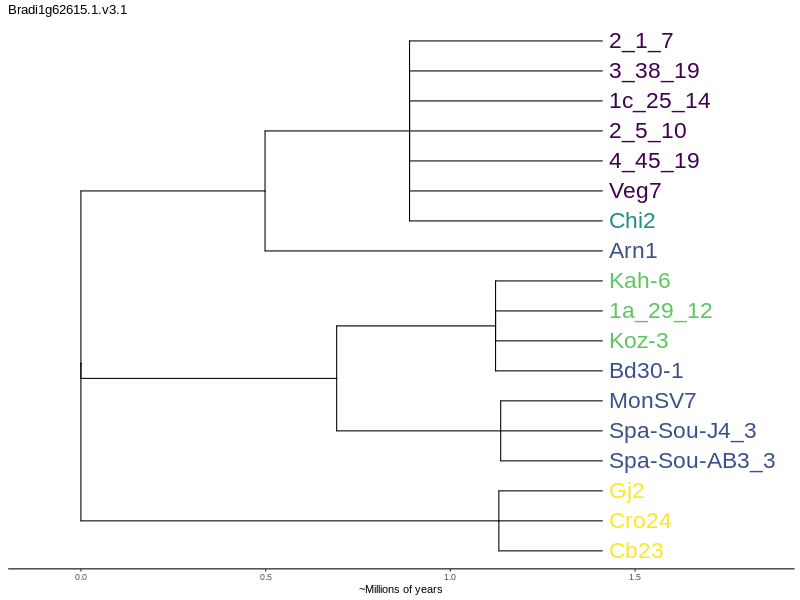 Bradi1g62615.1.v3.1
2_1_7
3_38_19
1c_25_14
2_5_10
4_45_19
Veg7
Chi2
Arn1
Kah-6
1a_29_12
Koz-3
Bd30-1
MonSV7
Spa-Sou-J4_3
Spa-Sou-AB3_3
Gj2
Cro24
Cb23
0.0 0.5 1.0 1.5
~Millions of years